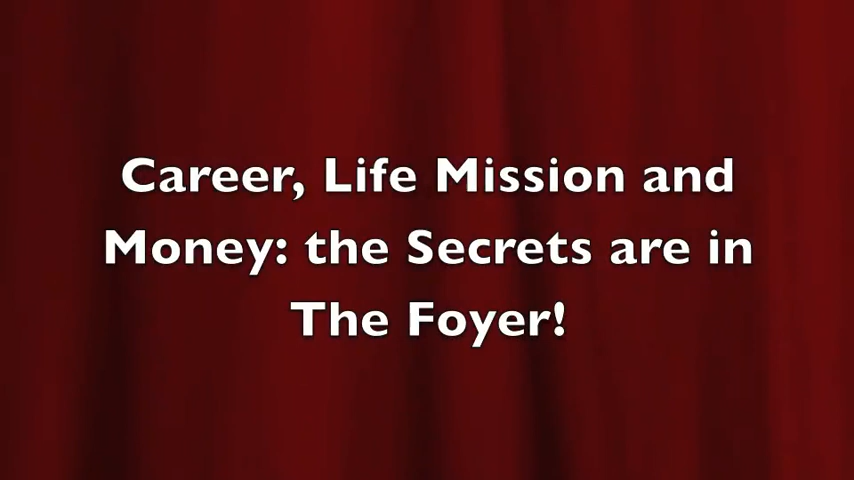 Career, Life Mission and
Money: the Secrets are in
The Foyer!